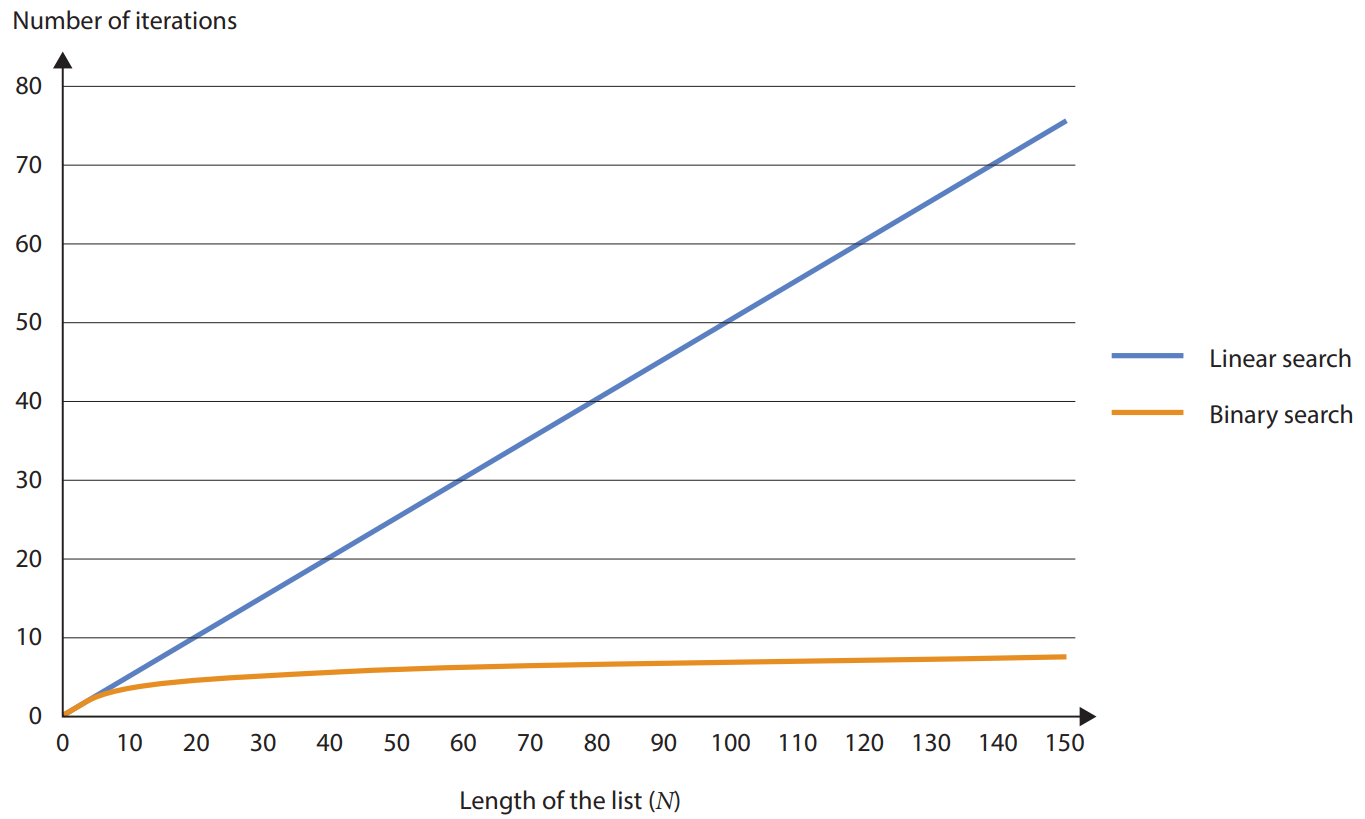 Number of iterations
80
70
60
50
40
30
20
10
0
0 10 20 30 40 50 60 70 80 90 100 110 120 130 140 150
Length of the list (N)
Linear search
Binary search